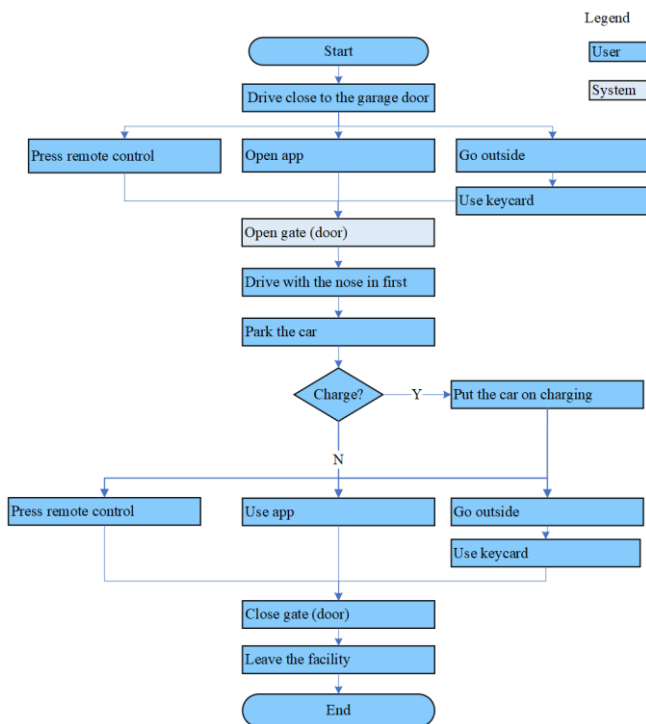 Legend
Start
User
System
Drive close to the garage door
Press remote control
Open app
Go outside
Use keycard
Open gate (door)
Drive with the nose in first
Park the car
Charge?
Y
Put the car on charging
N
Press remote control
Use app
Go outside
Use keycard
Close gate (door)
Leave the facility
End